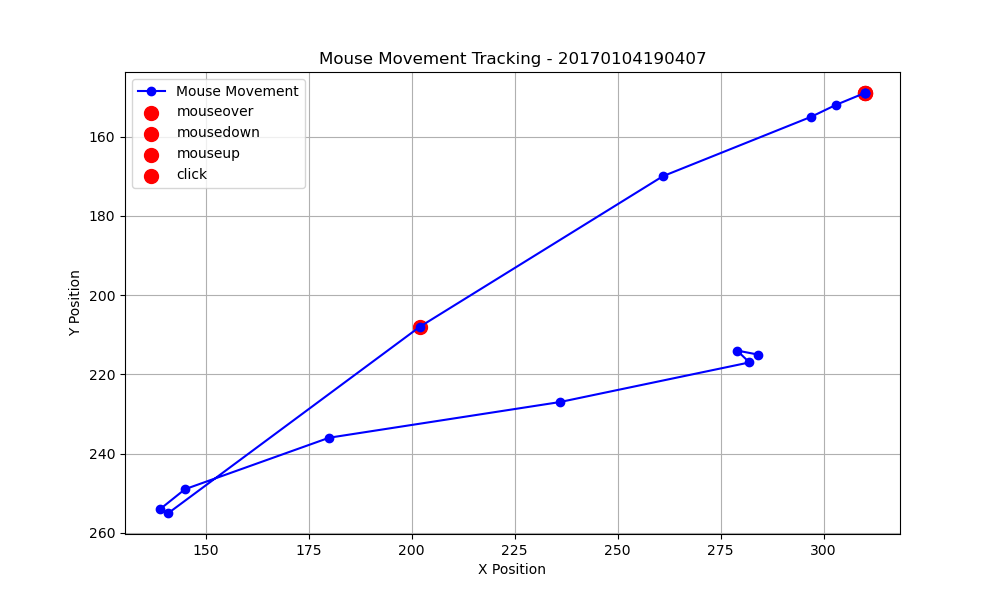 Mouse Movement Tracking - 20170104190407
Mouse Movement
mouseover
mousedown
mouseup
click
160
180
200
220
240
260
Y Position
150
175
200
225
250
275
300
X Position